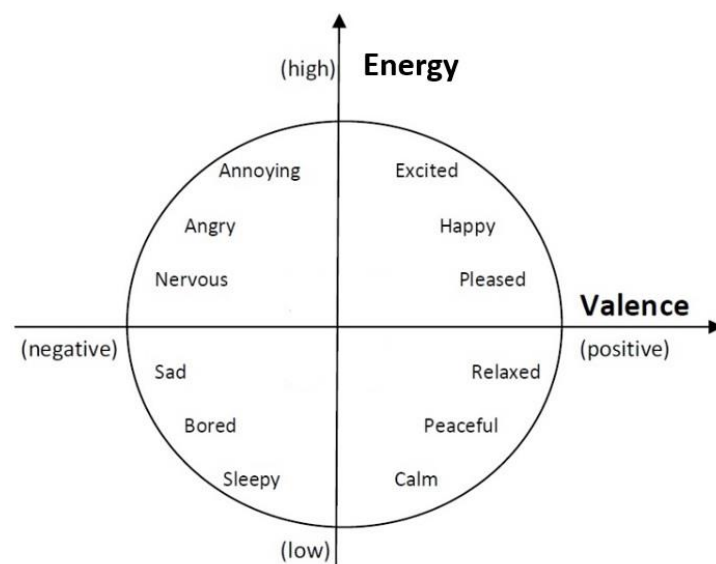 (high) Energy
Annoying Excited
Angry Happy
Nervous Pleased
Valence
(negative) (positive)
Sad Relaxed
Bored Peaceful
Sleepy Calm
(low)